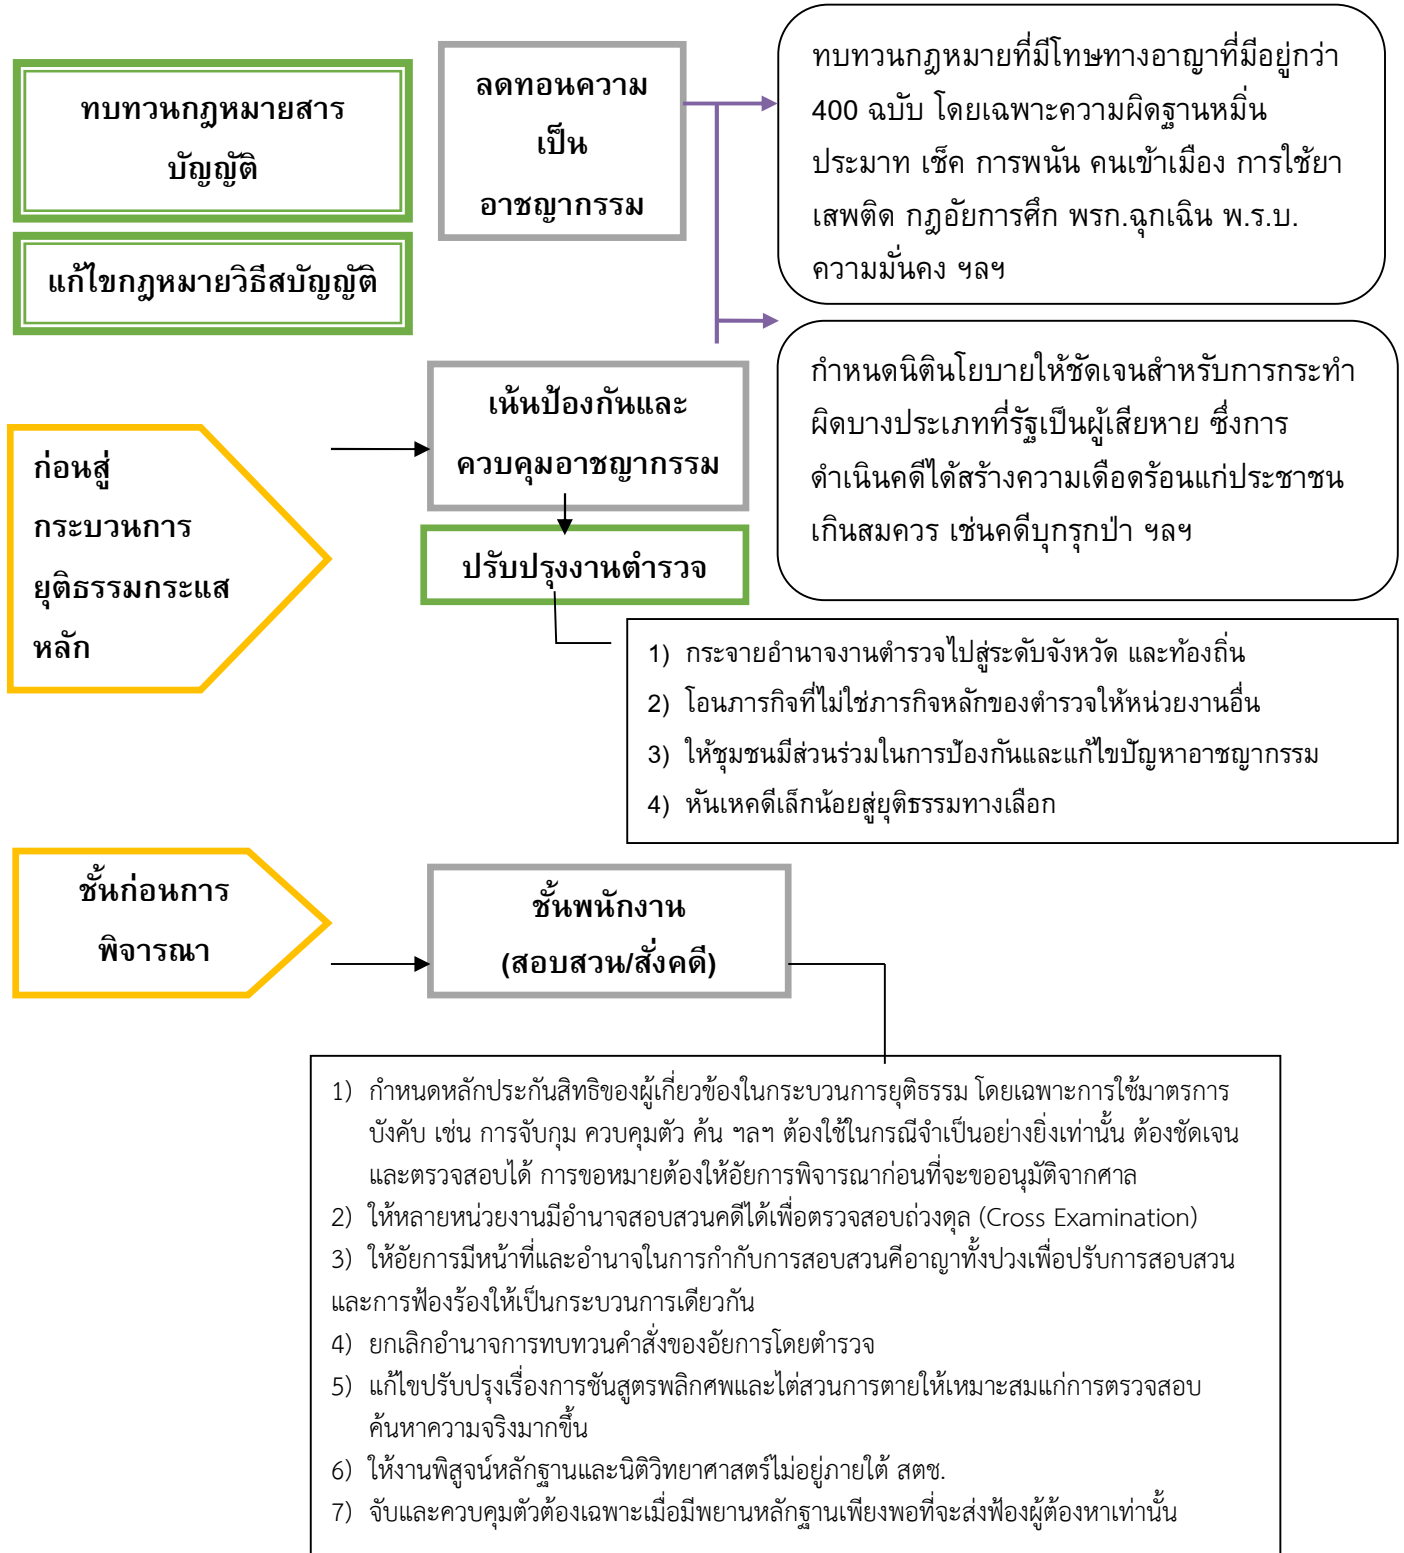 ทบทวนกฎหมายสาร
บัญญัติ
แก้ไขกฎหมายวิธีสบัญญัติ
ลดทอนความ
เป็น
อาชญากรรม
ทบทวนกฎหมายที่มีโทษทางอาญาที่มีอยู่กว่า
400 ฉบับ โดยเฉพาะความผิดฐานหมิ่น
ประมาท เช็ค การพนัน คนเข้าเมือง การใช้ยา
เสพติด กฎอัยการศึก พรก.ฉุกเฉิน พ.ร.บ.
ความมั่นคง ฯลฯ
กำหนดนิตินโยบายให้ชัดเจนสำหรับการกระทำ
ผิดบางประเภทที่รัฐเป็นผู้เสียหาย ซึ่งการ
ดำเนินคดีได้สร้างความเดือดร้อนแก่ประชาชน
เกินสมควร เช่นคดีบุกรุกป่า ฯลฯ
ก่อนสู่
กระบวนการ
ยุติธรรมกระแส
หลัก
เน้นป้องกันและ
ควบคุมอาชญากรรม
ปรับปรุงงานตำรวจ
1) กระจายอำนาจงานตำรวจไปสู่ระดับจังหวัด และท้องถิ่น
2) โอนภารกิจที่ไม่ใช่ภารกิจหลักของตำรวจให้หน่วยงานอื่น
3) ให้ชุมชนมีส่วนร่วมในการป้องกันและแก้ไขปัญหาอาชญากรรม
4) หันเหคดีเล็กน้อยสู่ยุติธรรมทางเลือก
ชั้นก่อนการ
พิจารณา
ชั้นพนักงาน
(สอบสวน/สั่งคดี)
1) กำหนดหลักประกันสิทธิของผู้เกี่ยวข้องในกระบวนการยุติธรรม โดยเฉพาะการใช้มาตรการ
บังคับ เช่น การจับกุม ควบคุมตัว ค้น ฯลฯ ต้องใช้ในกรณีจำเป็นอย่างยิ่งเท่านั้น ต้องชัดเจน
และตรวจสอบได้ การขอหมายต้องให้อัยการพิจารณาก่อนที่จะขออนุมัติจากศาล
2) ให้หลายหน่วยงานมีอำนาจสอบสวนคดีได้เพื่อตรวจสอบถ่วงดุล (Cross Examination)
3) ให้อัยการมีหน้าที่และอำนาจในการกำกับการสอบสวนคีอาญาทั้งปวงเพื่อปรับการสอบสวน
และการฟ้องร้องให้เป็นกระบวนการเดียวกัน
4) ยกเลิกอำนาจการทบทวนคำสั่งของอัยการโดยตำรวจ
5) แก้ไขปรับปรุงเรื่องการชันสูตรพลิกศพและไต่สวนการตายให้เหมาะสมแก่การตรวจสอบ
ค้นหาความจริงมากขึ้น
6) ให้งานพิสูจน์หลักฐานและนิติวิทยาศาสตร์ไม่อยู่ภายใต้ สตช.
7) จับและควบคุมตัวต้องเฉพาะเมื่อมีพยานหลักฐานเพียงพอที่จะส่งฟ้องผู้ต้องหาเท่านั้น